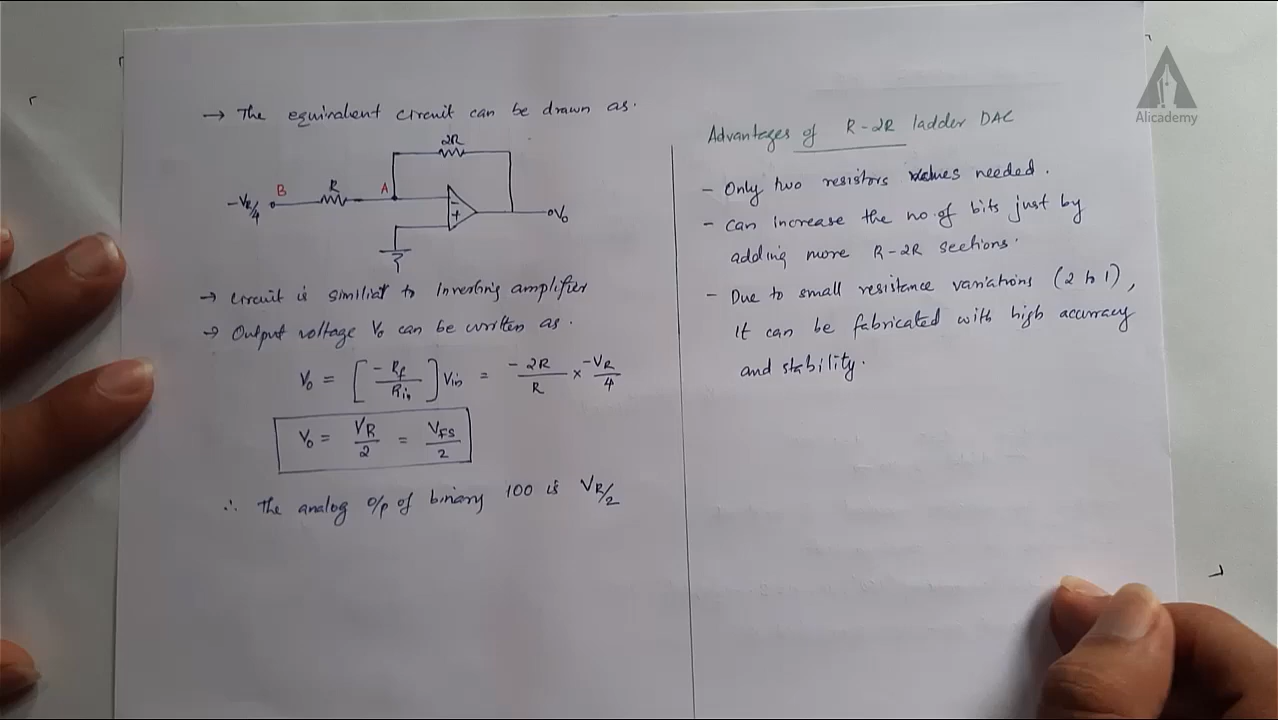 → The equivalent circuit can be drawn as.
2R
B
R
A
-VR/4
-
+
Vo
→ Circuit is similiar to Inverting amplifier
→ Output voltage Vo can be written as.
Vo = [-Rf/Rin] Vin = -2R/R × -VR/4
Vo = VR/2 = VFS/2
∴ The analog o/p of binary 100 is VR/2
Alicademy
Advantages of R-2R ladder DAC
- Only two resistors values needed.
- Can increase the no. of bits just by
adding more R-2R sections.
- Due to small resistance variations (2 to 1),
It can be fabricated with high accuracy
and stability.